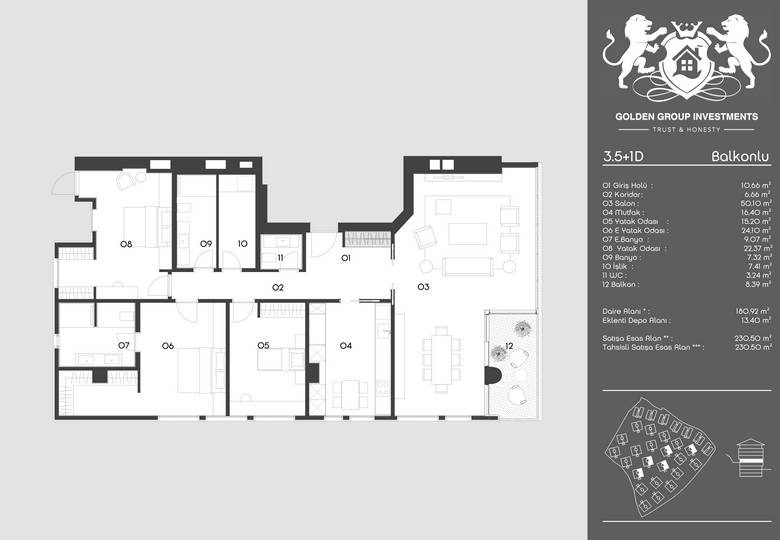 GOLDEN GROUP INVESTMENTS
TRUST & HONESTY
3.5+1D Balkonlu
01 Giriş Holü : 10.66 m²
02 Koridor: 6.66 m²
03 Salon : 50.10 m²
04 Mutfak : 16.40 m²
05 Yatak Odası : 15.20 m²
06 E Yatak Odası : 24.10 m²
07 E.Banyo : 9.07 m²
08 Yatak Odası : 22.37 m²
09 Banyo : 7.32 m²
10 İşlik : 7.41 m²
11 WC : 3.24 m²
12 Balkon : 8.39 m²
Daire Alanı * : 180.92 m²
Eklenti Depo Alanı : 13.40 m²
Satışa Esas Alan ** : 230.50 m²
Tahsisli Satışa Esas Alan *** : 230.50 m²
08
09
10
11
01
02
03
07
06
05
04
12